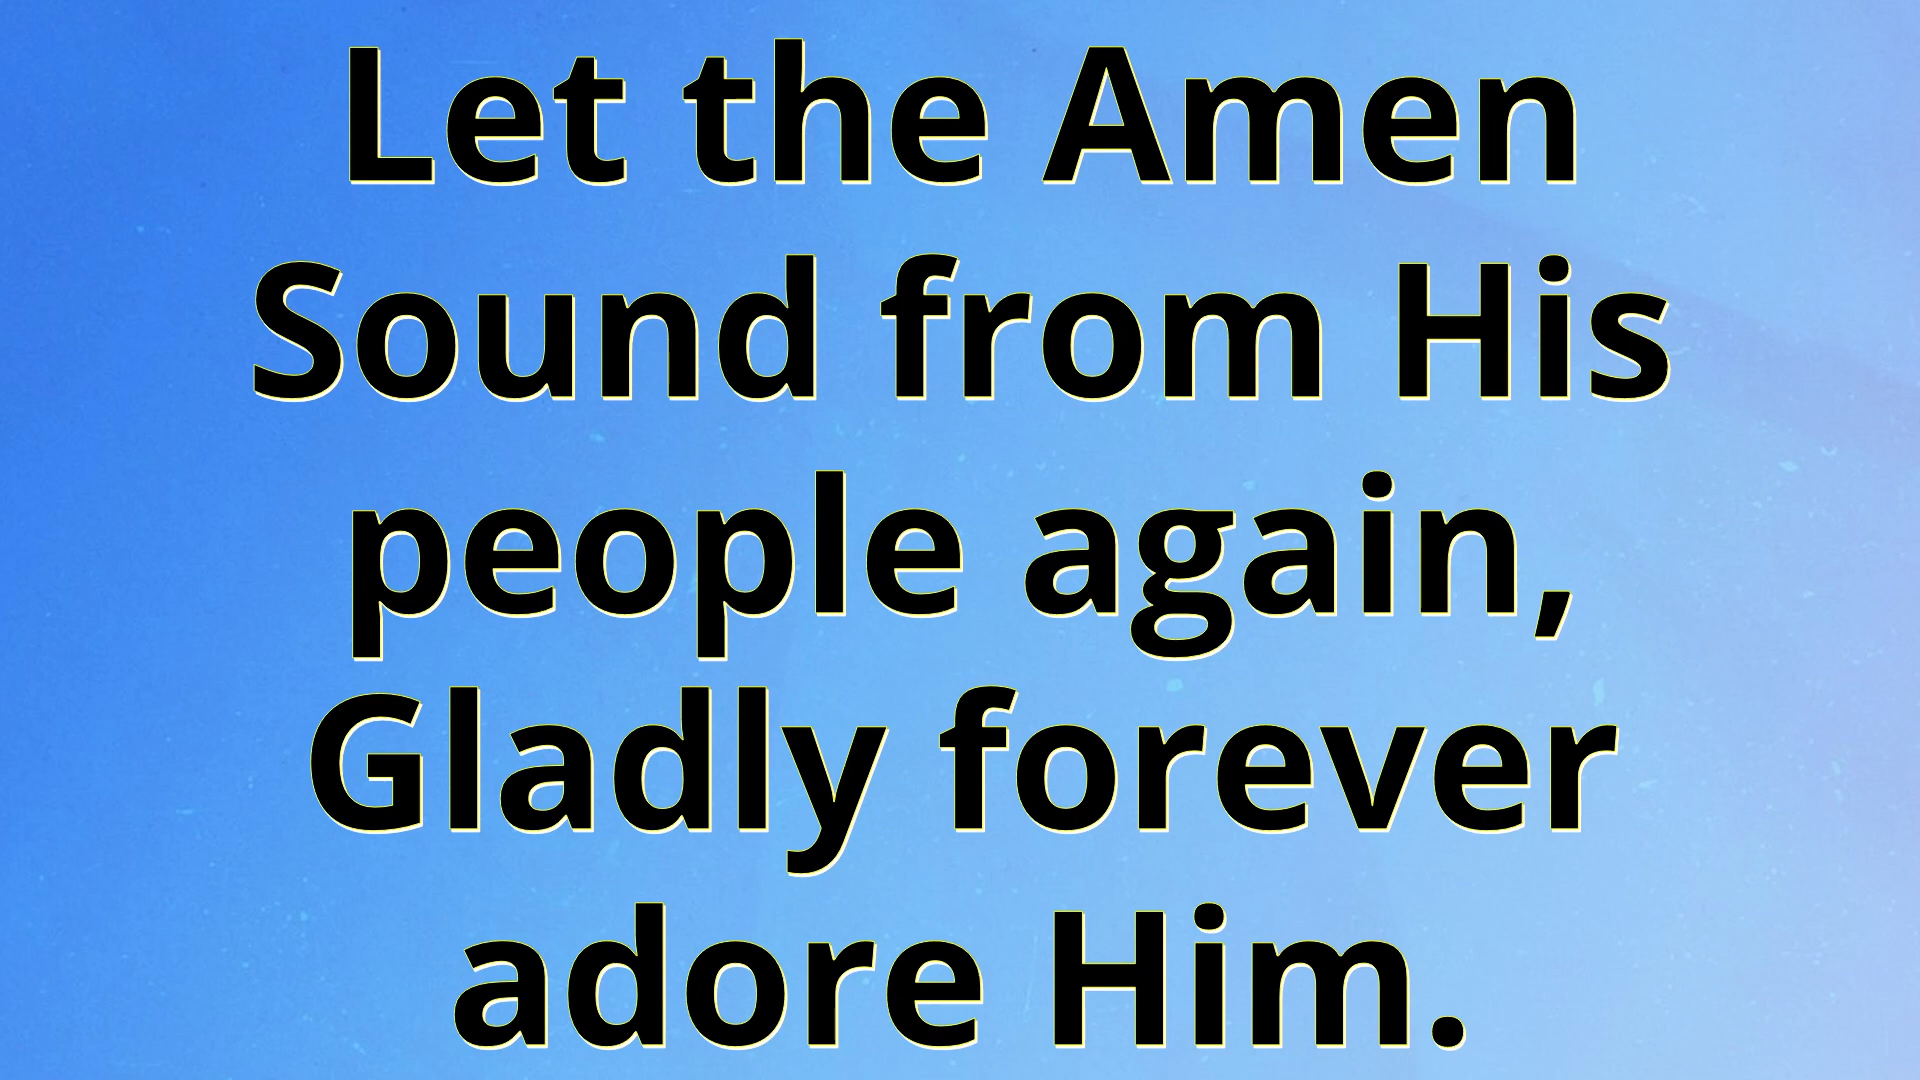 Let the Amen
Sound from His
people again,
Gladly forever
adore Him.